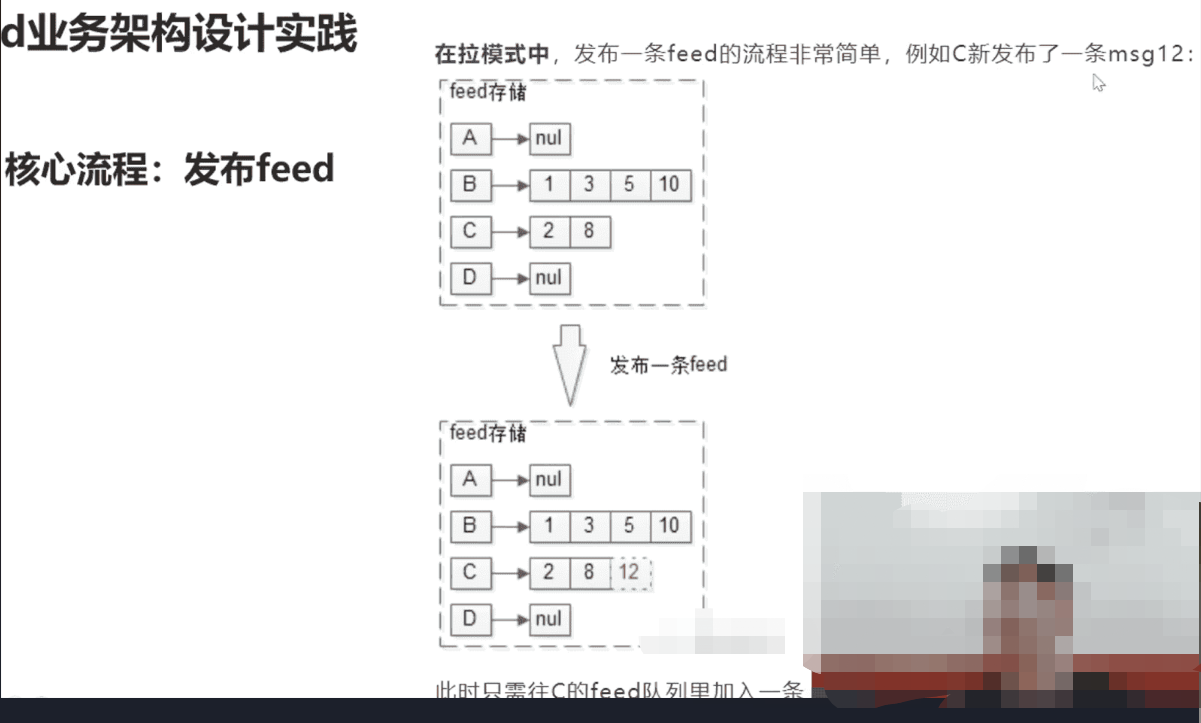 d业务架构设计实践
核心流程：发布feed
在拉模式中，发布一条feed的流程非常简单，例如C新发布了一条msg12：
feed存储
A nul
B 1 3 5 10
C 2 8
D nul
发布一条feed
feed存储
A nul
B 1 3 5 10
C 2 8 12
D nul
此时只需往C的feed队列里加入一条